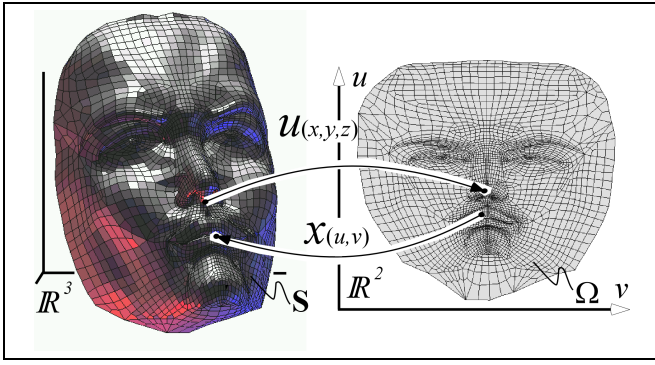 u
u(x,y,z)
x(u,v)
ℝ³
S
ℝ²
Ω
v